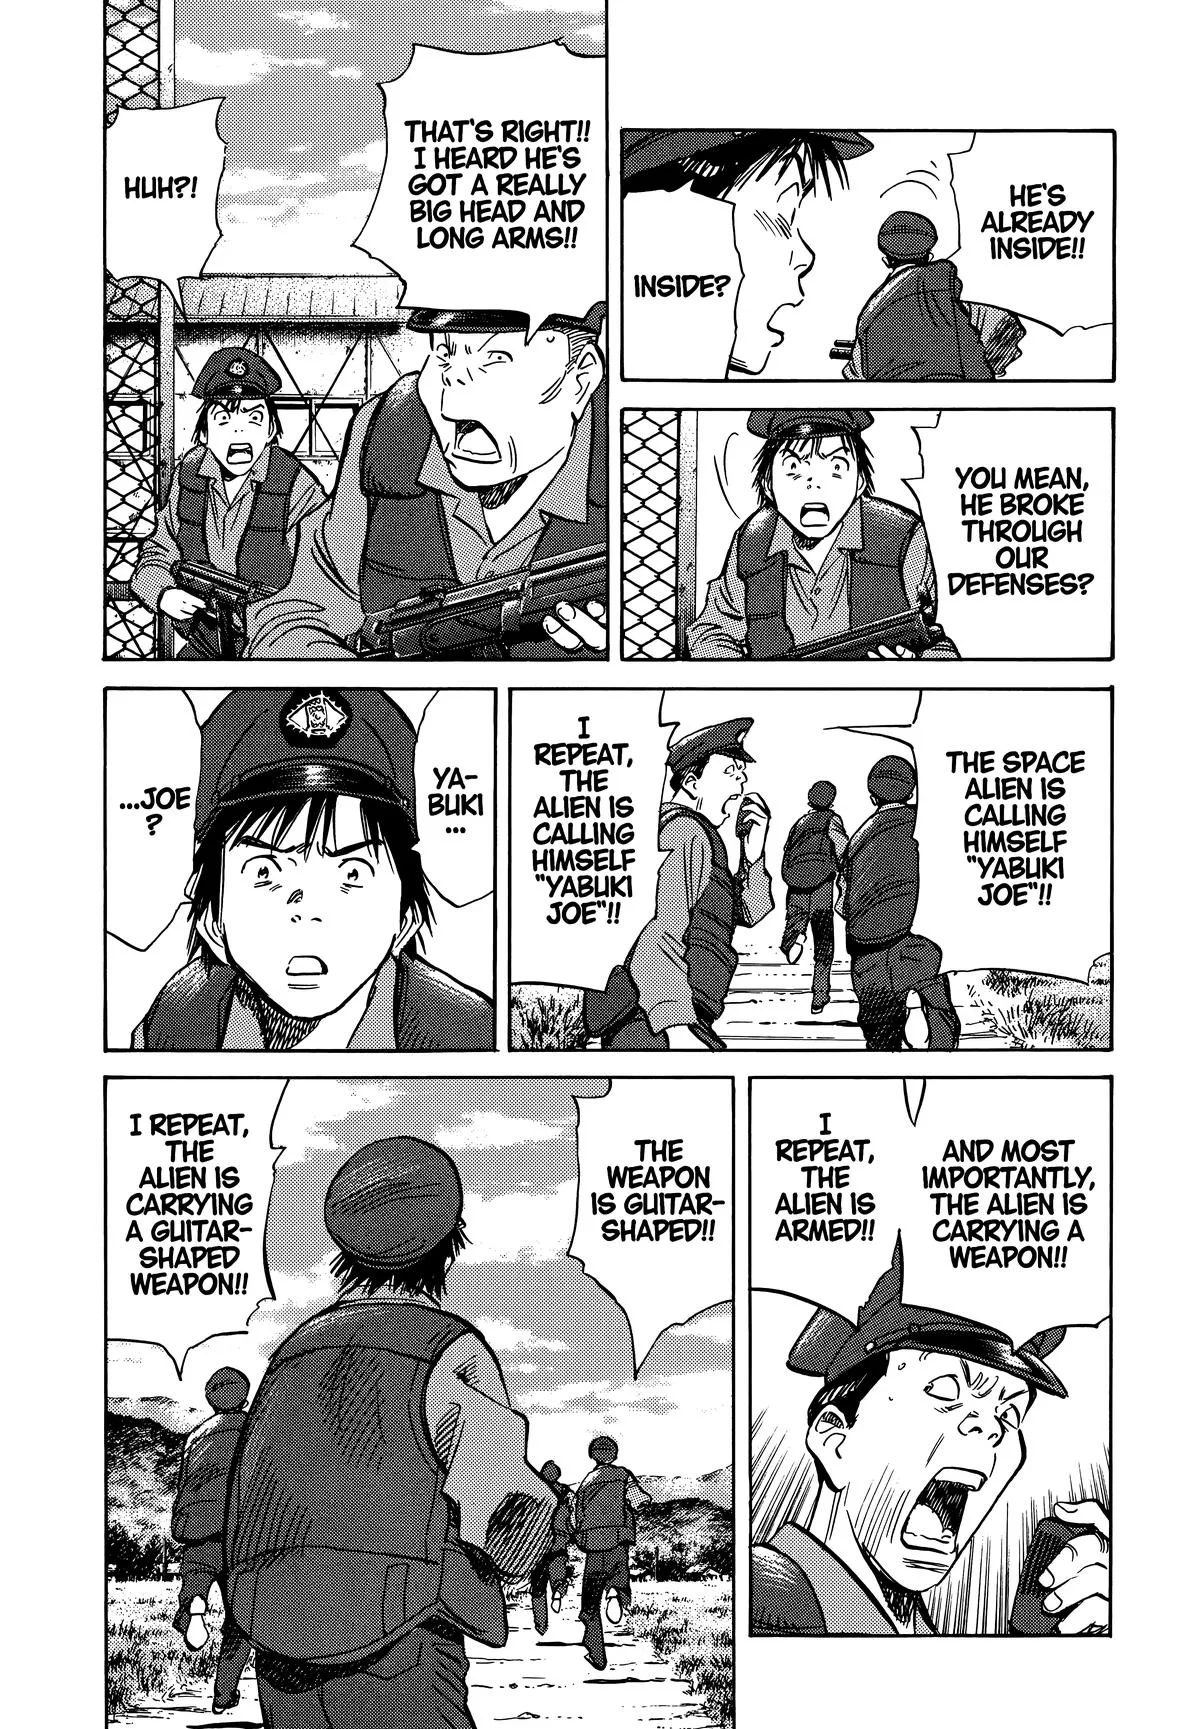 HE'S
ALREADY
INSIDE!!
INSIDE?
YOU MEAN,
HE BROKE
THROUGH
OUR
DEFENSES?
THAT'S RIGHT!!
I HEARD HE'S
GOT A REALLY
BIG HEAD AND
LONG ARMS!!
HUH?!
THE SPACE
ALIEN IS
CALLING
HIMSELF
"YABUKI
JOE"!!
I
REPEAT,
THE
ALIEN IS
CALLING
HIMSELF
"YABUKI
JOE"!!
YA-
BUKI
...
...JOE
?
AND MOST
IMPORTANTLY,
THE ALIEN IS
CARRYING A
WEAPON!!
I
REPEAT,
THE
ALIEN IS
ARMED!!
THE
WEAPON
IS GUITAR-
SHAPED!!
I REPEAT,
THE
ALIEN IS
CARRYING
A GUITAR-
SHAPED
WEAPON!!